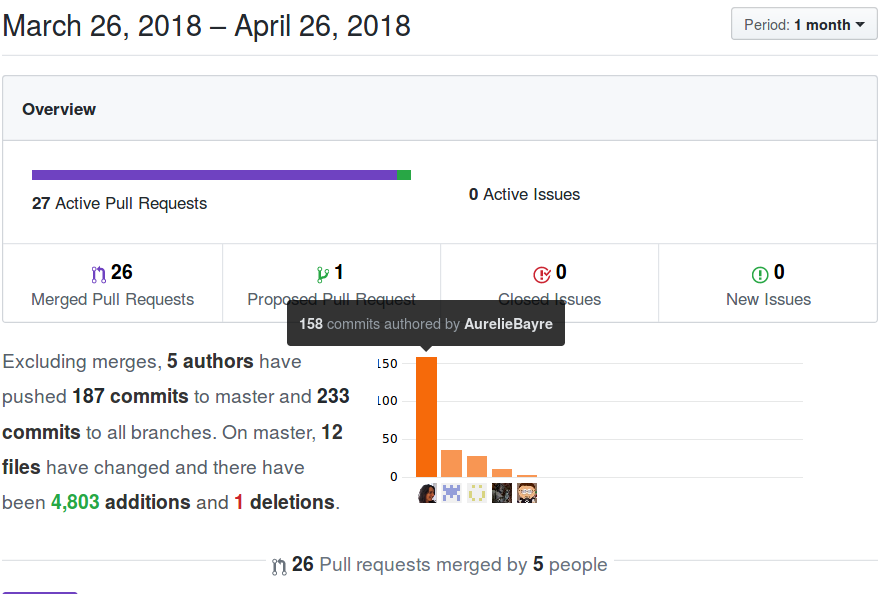 March 26, 2018 – April 26, 2018
Period: 1 month
Overview
27 Active Pull Requests
0 Active Issues
26
Merged Pull Requests
1
Proposed Pull Request
0
Closed Issues
0
New Issues
158 commits authored by AurelieBayre
Excluding merges, 5 authors have
pushed 187 commits to master and 233
commits to all branches. On master, 12
files have changed and there have
been 4,803 additions and 1 deletions.
150
100
50
0
26 Pull requests merged by 5 people